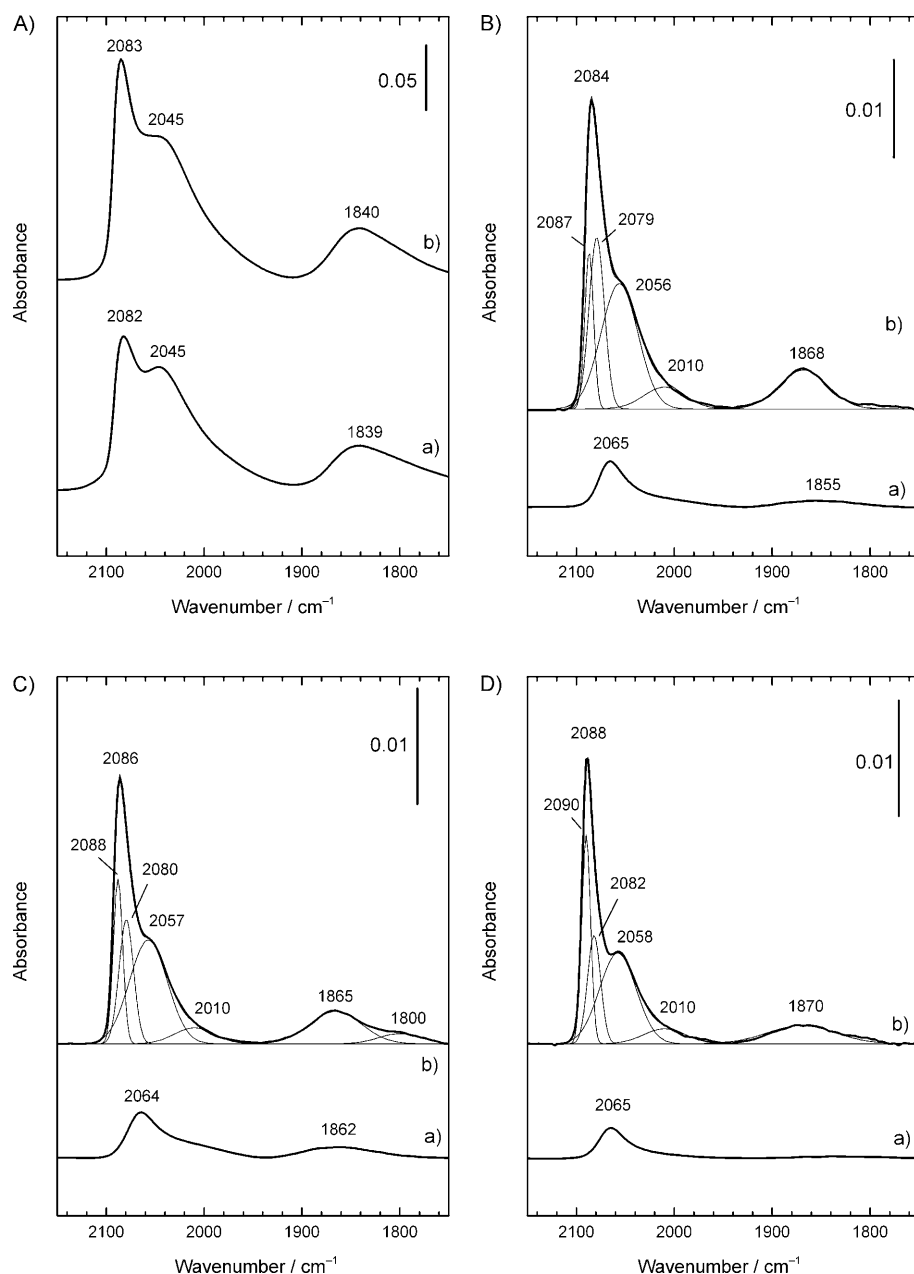 A)
2083
0.05
2045
1840
b)
2082
2045
1839
a)
Absorbance
2100 2000 1900 1800
Wavenumber / cm–1
B)
2084
0.01
2087
2079
2056
2010
1868
b)
2065
1855
a)
Absorbance
2100 2000 1900 1800
Wavenumber / cm–1
C)
2086
0.01
2088
2080
2057
2010
1865
1800
b)
2064
1862
a)
Absorbance
2100 2000 1900 1800
Wavenumber / cm–1
D)
2088
0.01
2090
2082
2058
2010
1870
b)
2065
a)
Absorbance
2100 2000 1900 1800
Wavenumber / cm–1